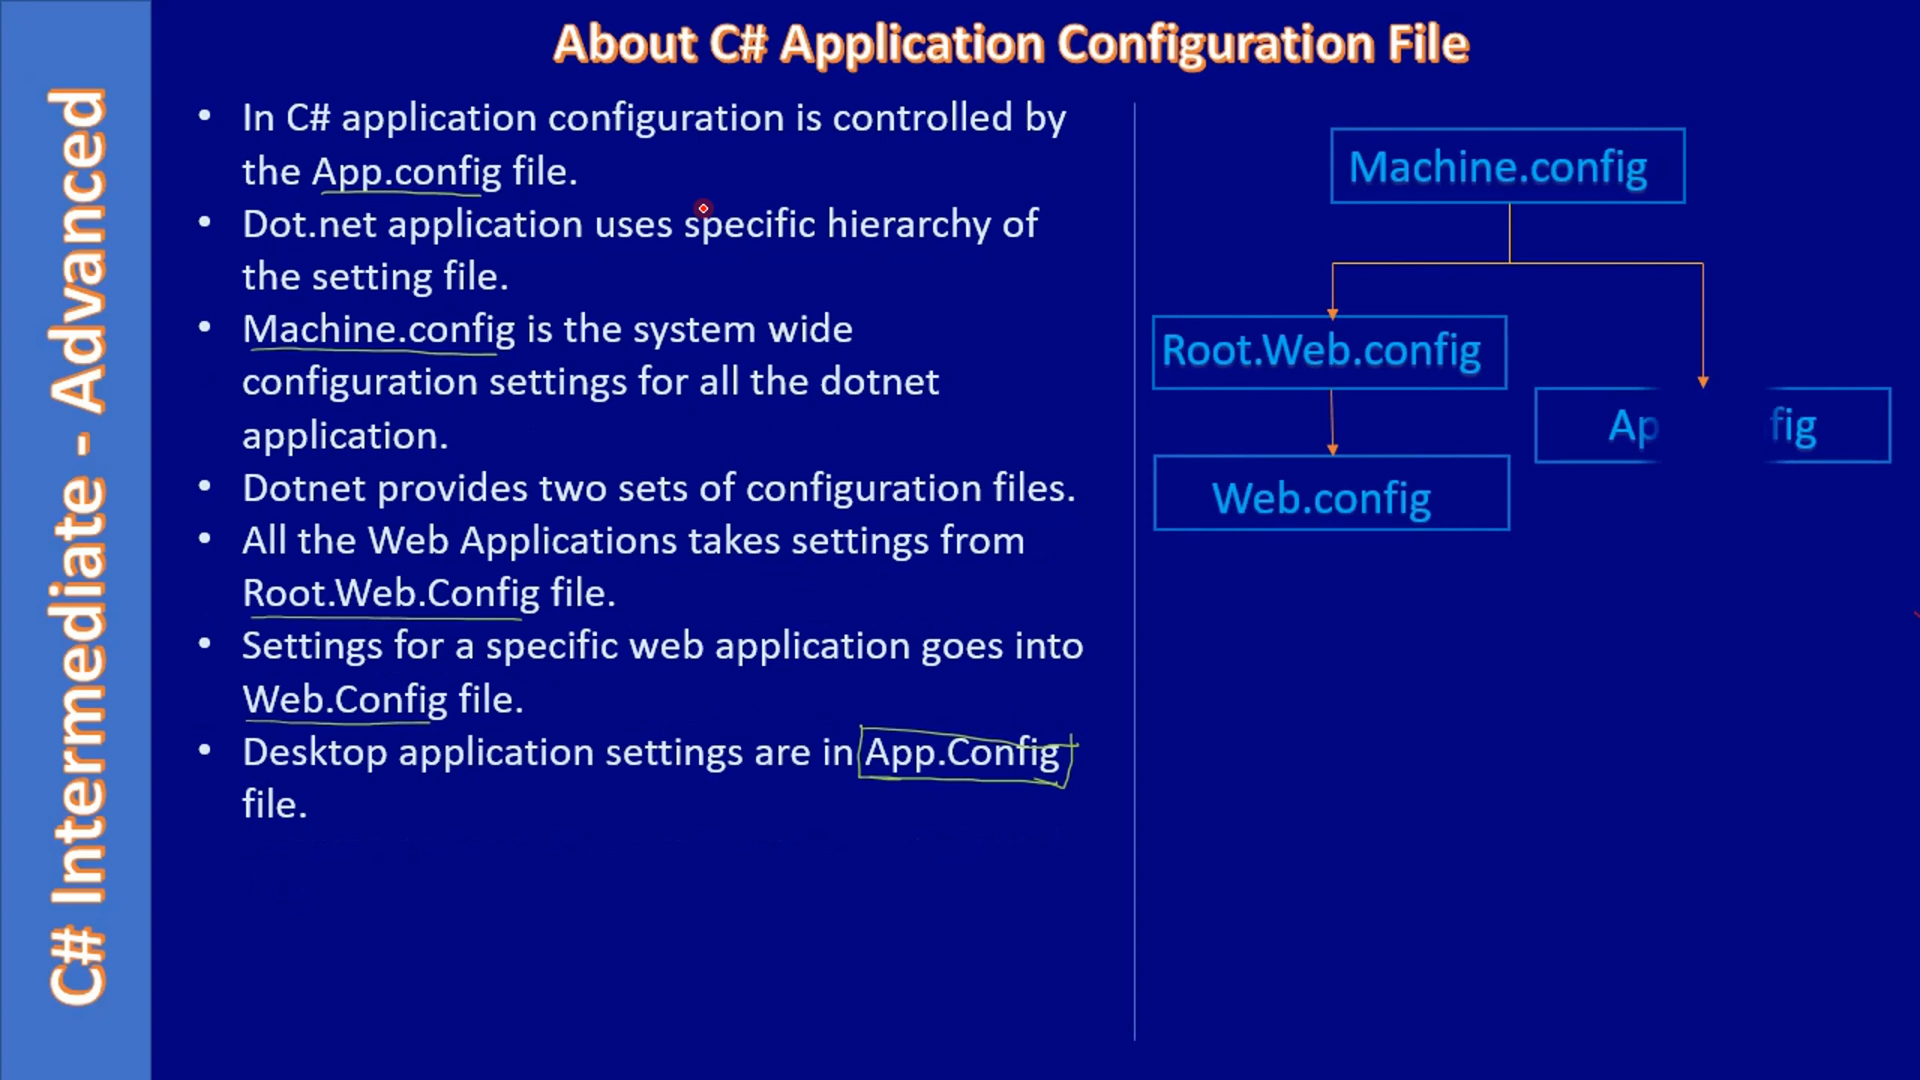 About C# Application Configuration File
C# Intermediate - Advanced
• In C# application configuration is controlled by
the App.config file.
• Dot.net application uses specific hierarchy of
the setting file.
• Machine.config is the system wide
configuration settings for all the dotnet
application.
• Dotnet provides two sets of configuration files.
• All the Web Applications takes settings from
Root.Web.Config file.
• Settings for a specific web application goes into
Web.Config file.
• Desktop application settings are in App.Config
file.
Machine.config
Root.Web.config
Web.config